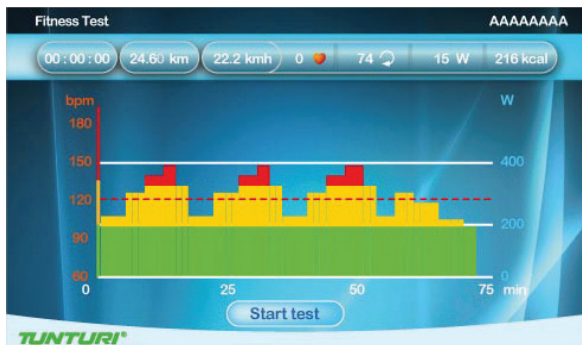 Fitness Test AAAAAAAA
00 : 00 : 00 24.60 km 22.2 kmh 0 74 15 W 216 kcal
bpm W
180
150 400
120
90 200
60 0
0 25 50 75 min
Start test
TUNTURI®